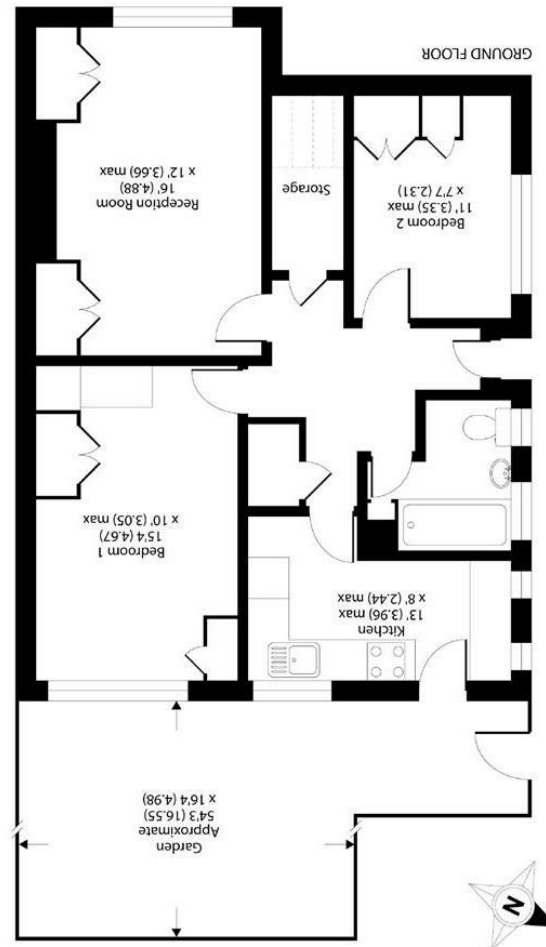 N
Garden
Approximate
54'3 (16.55)
x 16'4 (4.98)
Kitchen
13' (3.96) max
x 8' (2.44) max
Bedroom 1
15'4 (4.67)
x 10' (3.05) max
Bedroom 2
11' (3.35) max
x 7'7 (2.31)
Storage
Reception Room
16' (4.88)
x 12' (3.66) max
GROUND FLOOR